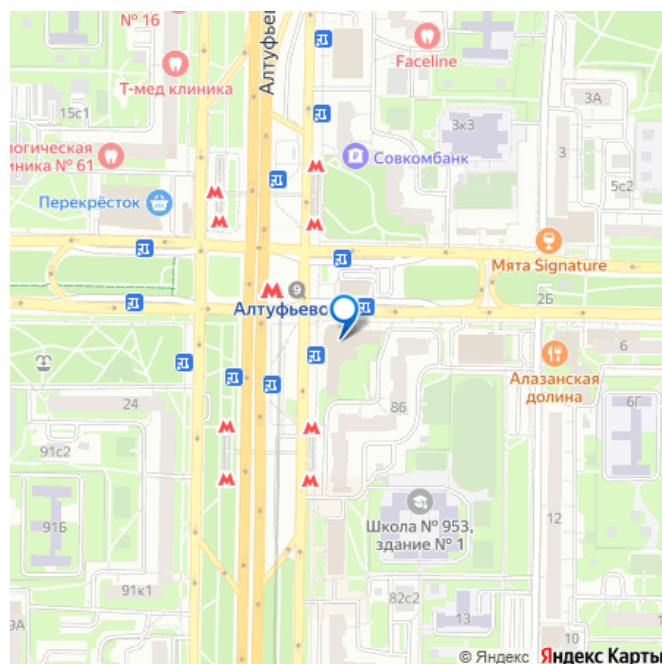 № 16
Т-мед клиника
Алтуфьев
Faceline
3А
15с1
3к3
3
огическая
иника № 61
Совкомбанк
5с2
Перекрёсток
Мята Signature
9
Алтуфьево
2Б
6
Алазанская
долина
24
86
6Г
91с2
91Б
Школа № 953,
здание № 1
12
91к1
82с2
13
9А
10
© Яндекс Яндекс Карты